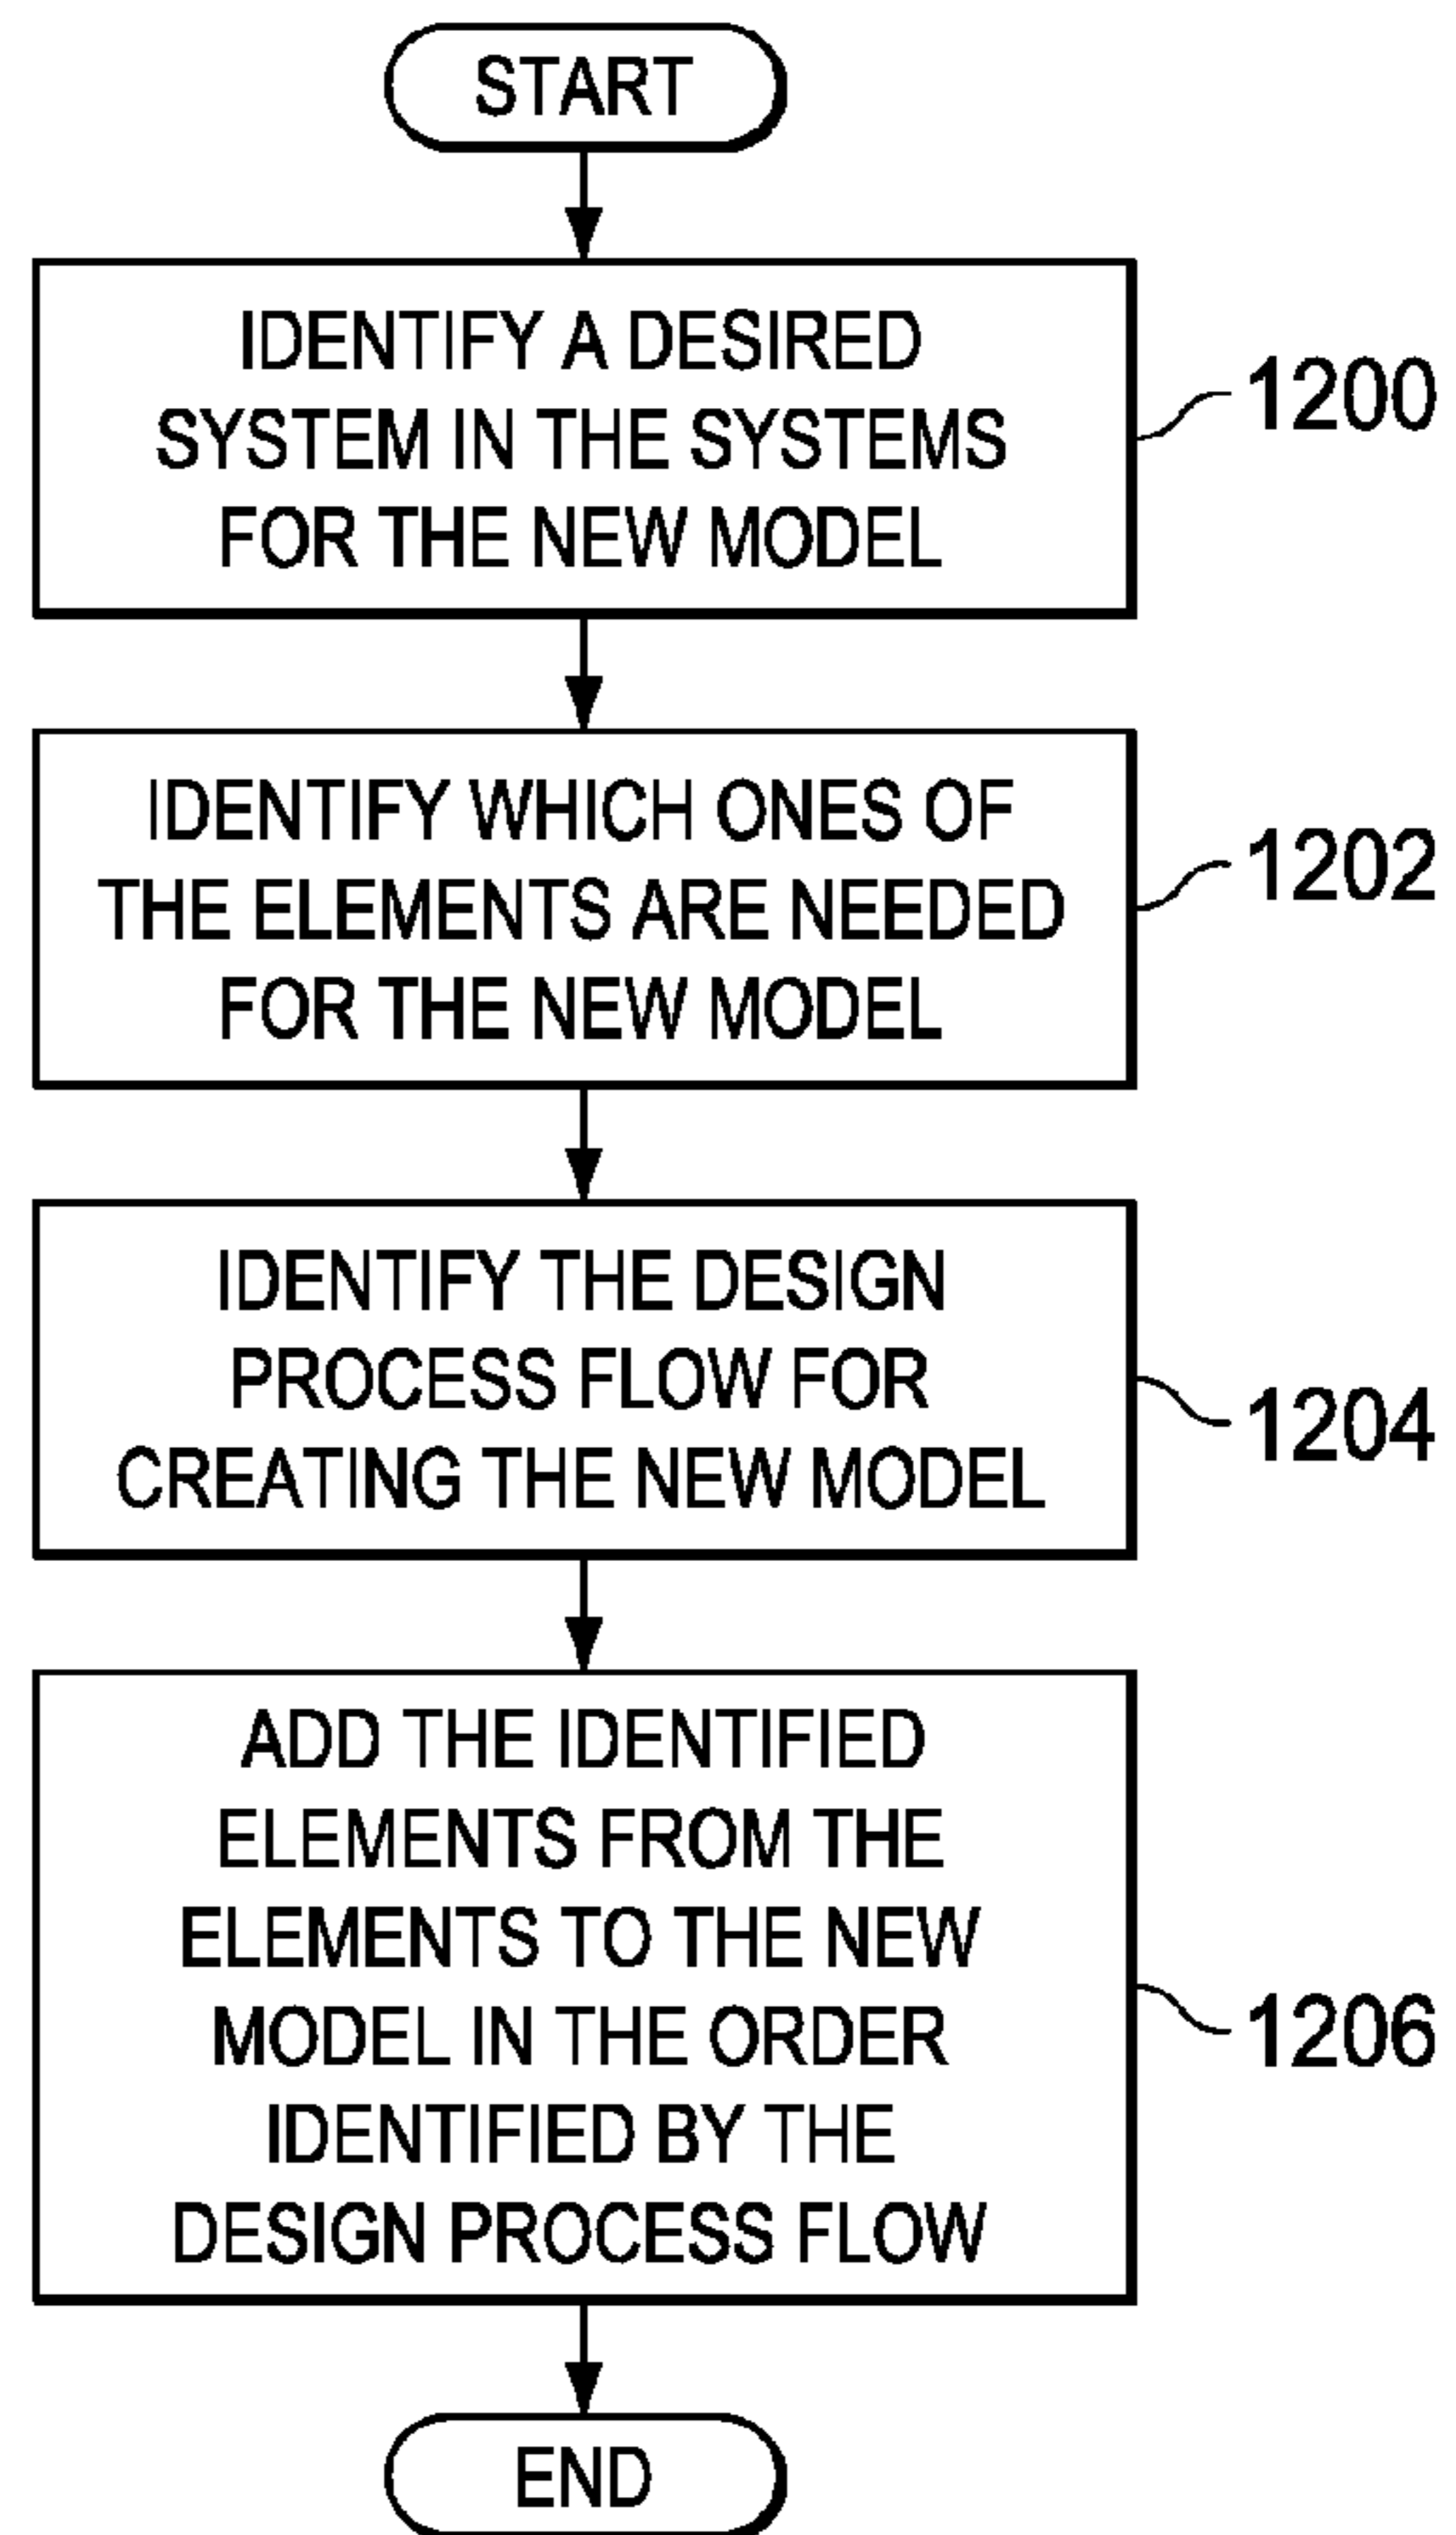 START
IDENTIFY A DESIRED
SYSTEM IN THE SYSTEMS
FOR THE NEW MODEL
1200
IDENTIFY WHICH ONES OF
THE ELEMENTS ARE NEEDED
FOR THE NEW MODEL
1202
IDENTIFY THE DESIGN
PROCESS FLOW FOR
CREATING THE NEW MODEL
1204
ADD THE IDENTIFIED
ELEMENTS FROM THE
ELEMENTS TO THE NEW
MODEL IN THE ORDER
IDENTIFIED BY THE
DESIGN PROCESS FLOW
1206
END